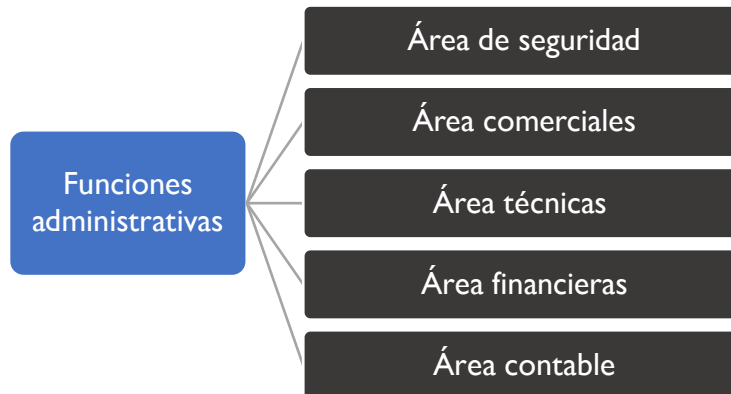 Funciones
administrativas
Área de seguridad
Área comerciales
Área técnicas
Área financieras
Área contable